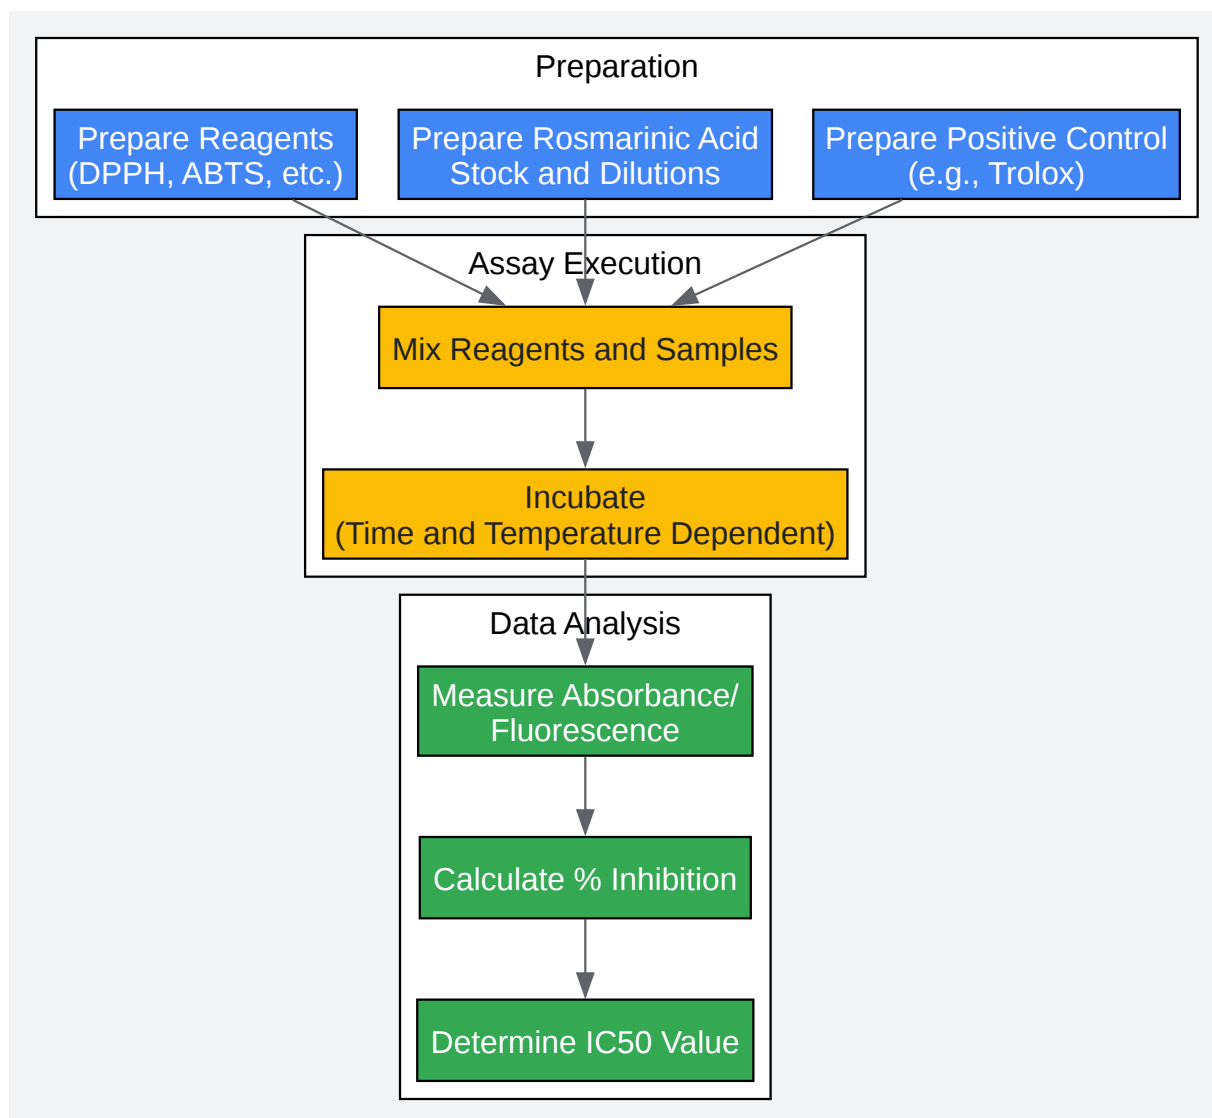 Preparation
Prepare Reagents
(DPPH, ABTS, etc.)
Prepare Rosmarinic Acid
Stock and Dilutions
Prepare Positive Control
(e.g., Trolox)
Assay Execution
Mix Reagents and Samples
Incubate
(Time and Temperature Dependent)
Data Analysis
Measure Absorbance/
Fluorescence
Calculate % Inhibition
Determine IC50 Value